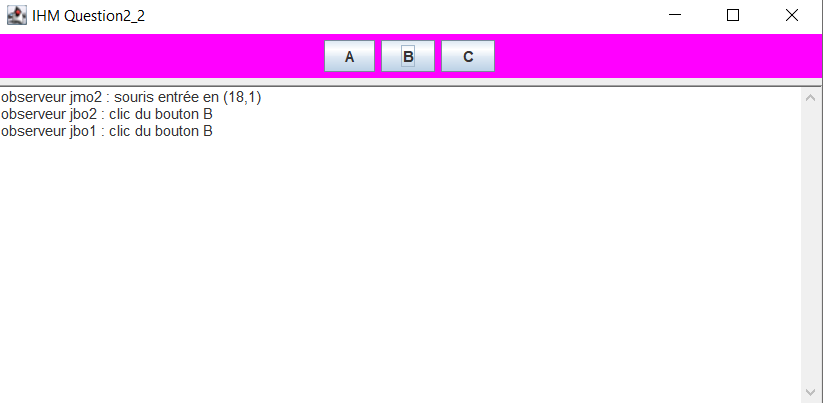 IHM Question2_2
A B C
observeur jmo2 : souris entrée en (18,1)
observeur jbo2 : clic du bouton B
observeur jbo1 : clic du bouton B